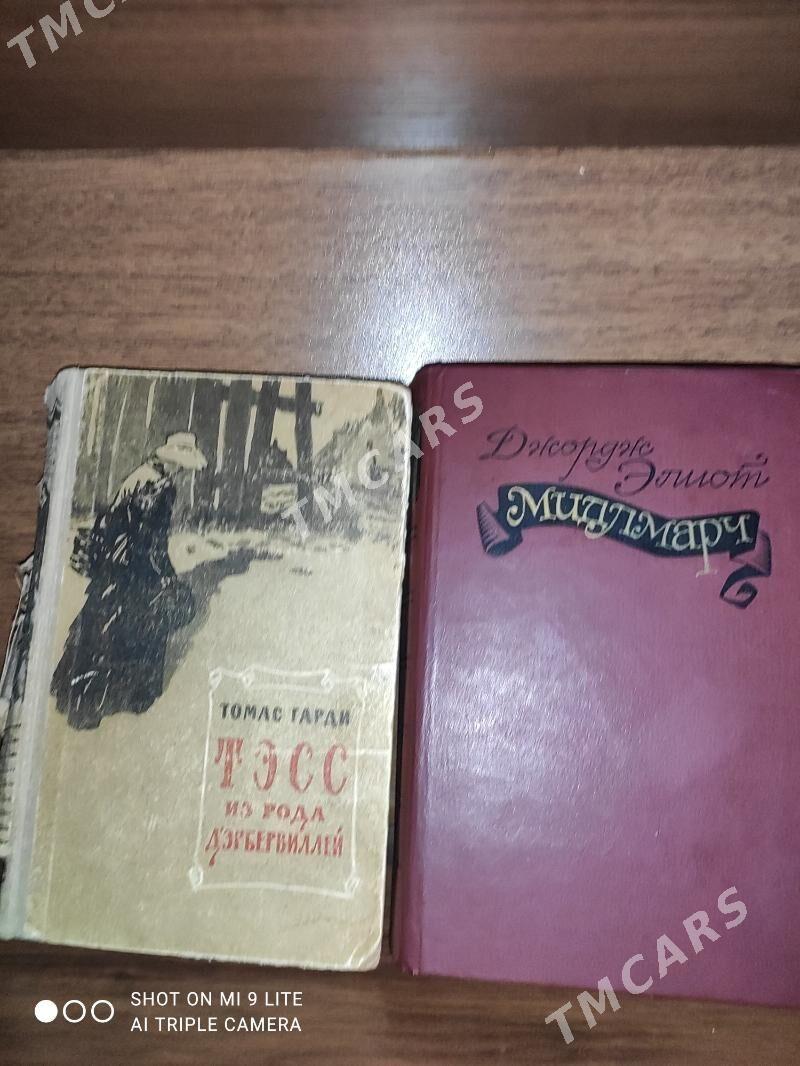 TMCARS
TMCARS
ТОМАС ГАРДИ
ТЭСС
ИЗ РОДА
Д'ЭРБЕРВИЛЛЕЙ
Джордж
Элиот
Миддмарч
TMCARS
SHOT ON MI 9 LITE
AI TRIPLE CAMERA